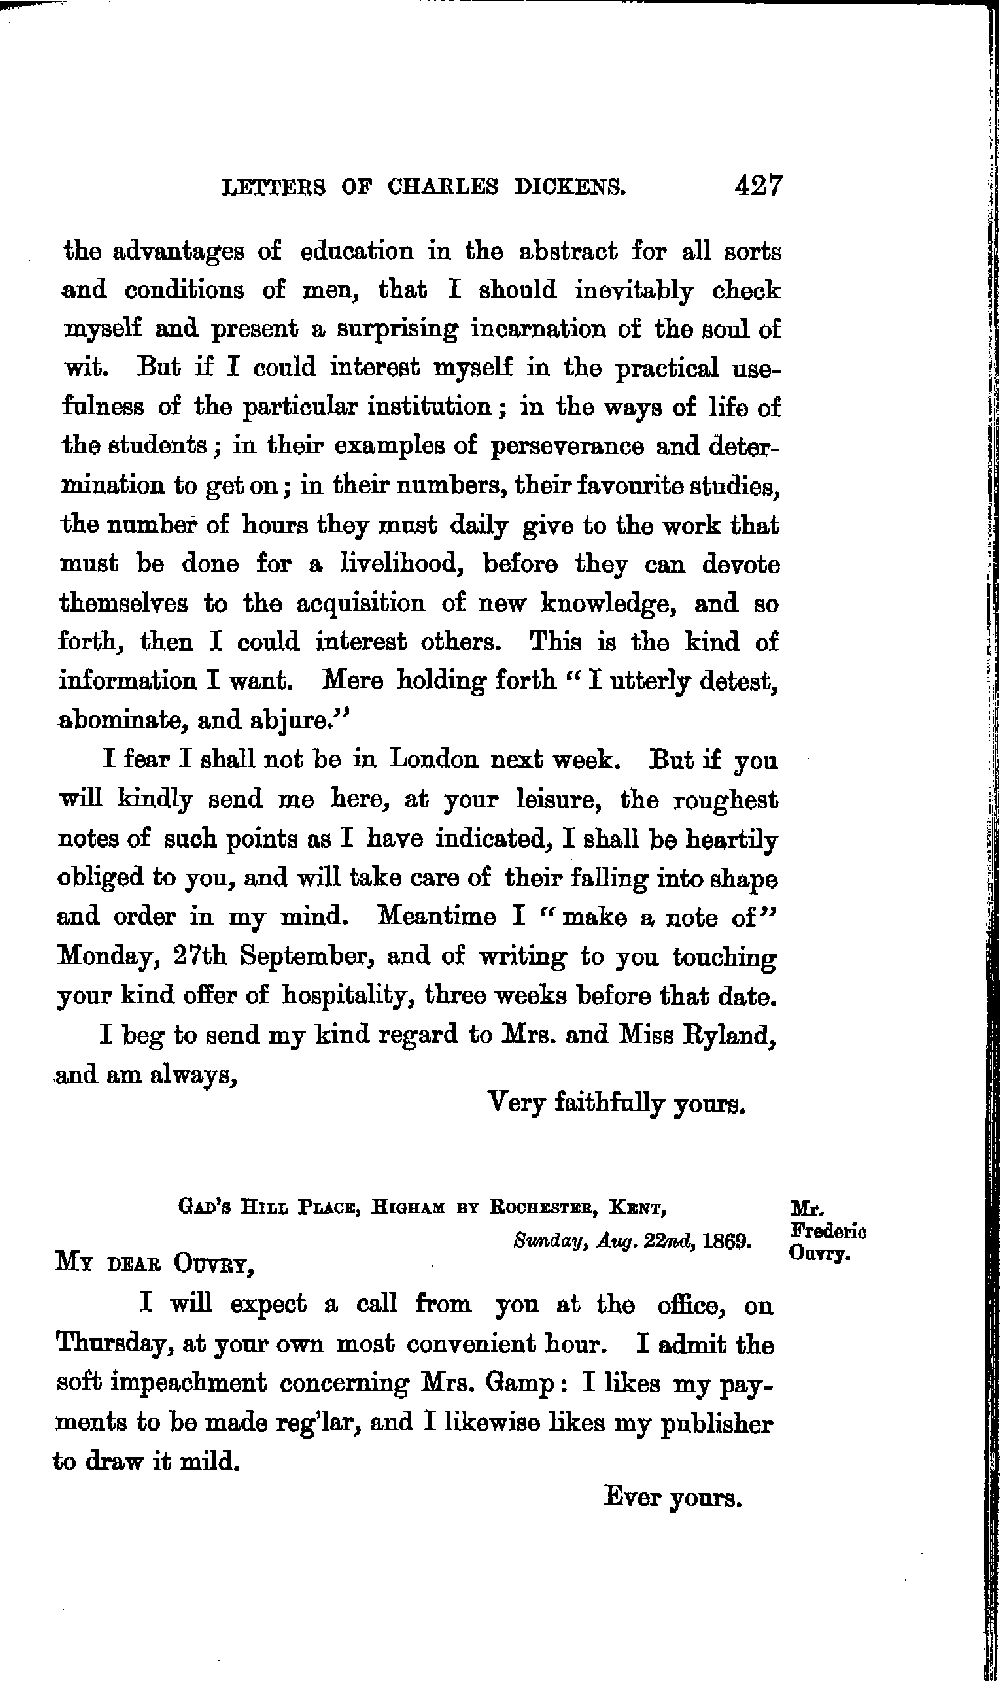 LETTERS OF CHARLES DICKENS. 427
the advantages of education in the abstract for all sorts
and conditions of men, that I should inevitably check
myself and present a surprising incarnation of the soul of
wit. But if I could interest myself in the practical use-
fulness of the particular institution; in the ways of life of
the students; in their examples of perseverance and deter-
mination to get on; in their numbers, their favourite studies,
the number of hours they must daily give to the work that
must be done for a livelihood, before they can devote
themselves to the acquisition of new knowledge, and so
forth, then I could interest others. This is the kind of
information I want. Mere holding forth “I utterly detest,
abominate, and abjure.”
I fear I shall not be in London next week. But if you
will kindly send me here, at your leisure, the roughest
notes of such points as I have indicated, I shall be heartily
obliged to you, and will take care of their falling into shape
and order in my mind. Meantime I “make a note of”
Monday, 27th September, and of writing to you touching
your kind offer of hospitality, three weeks before that date.
I beg to send my kind regard to Mrs. and Miss Ryland,
and am always,
Very faithfully yours.
Gad's Hill Place, Higham by Rochester, Kent,
Sunday, Aug. 22nd, 1869.
Mr.
Frederic
Ouvry.
My dear Ouvry,
I will expect a call from you at the office, on
Thursday, at your own most convenient hour. I admit the
soft impeachment concerning Mrs. Gamp: I likes my pay-
ments to be made reg'lar, and I likewise likes my publisher
to draw it mild.
Ever yours.